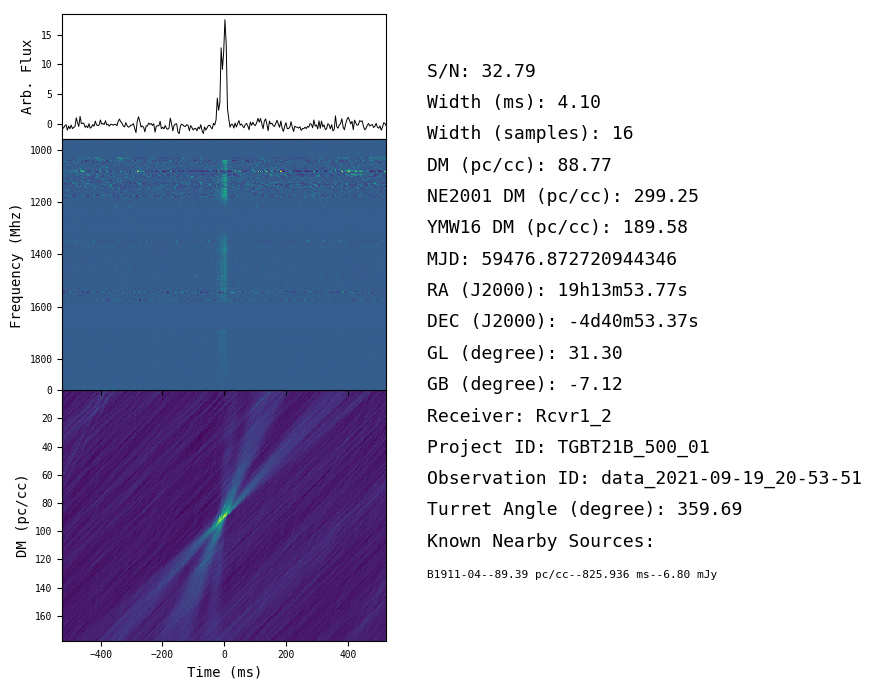 15
10
5
0
Arb. Flux
1000
1200
1400
1600
1800
Frequency (Mhz)
0
20
40
60
80
100
120
140
160
DM (pc/cc)
−400
−200
0
200
400
Time (ms)
S/N: 32.79
Width (ms): 4.10
Width (samples): 16
DM (pc/cc): 88.77
NE2001 DM (pc/cc): 299.25
YMW16 DM (pc/cc): 189.58
MJD: 59476.872720944346
RA (J2000): 19h13m53.77s
DEC (J2000): -4d40m53.37s
GL (degree): 31.30
GB (degree): -7.12
Receiver: Rcvr1_2
Project ID: TGBT21B_500_01
Observation ID: data_2021-09-19_20-53-51
Turret Angle (degree): 359.69
Known Nearby Sources:
B1911-04--89.39 pc/cc--825.936 ms--6.80 mJy